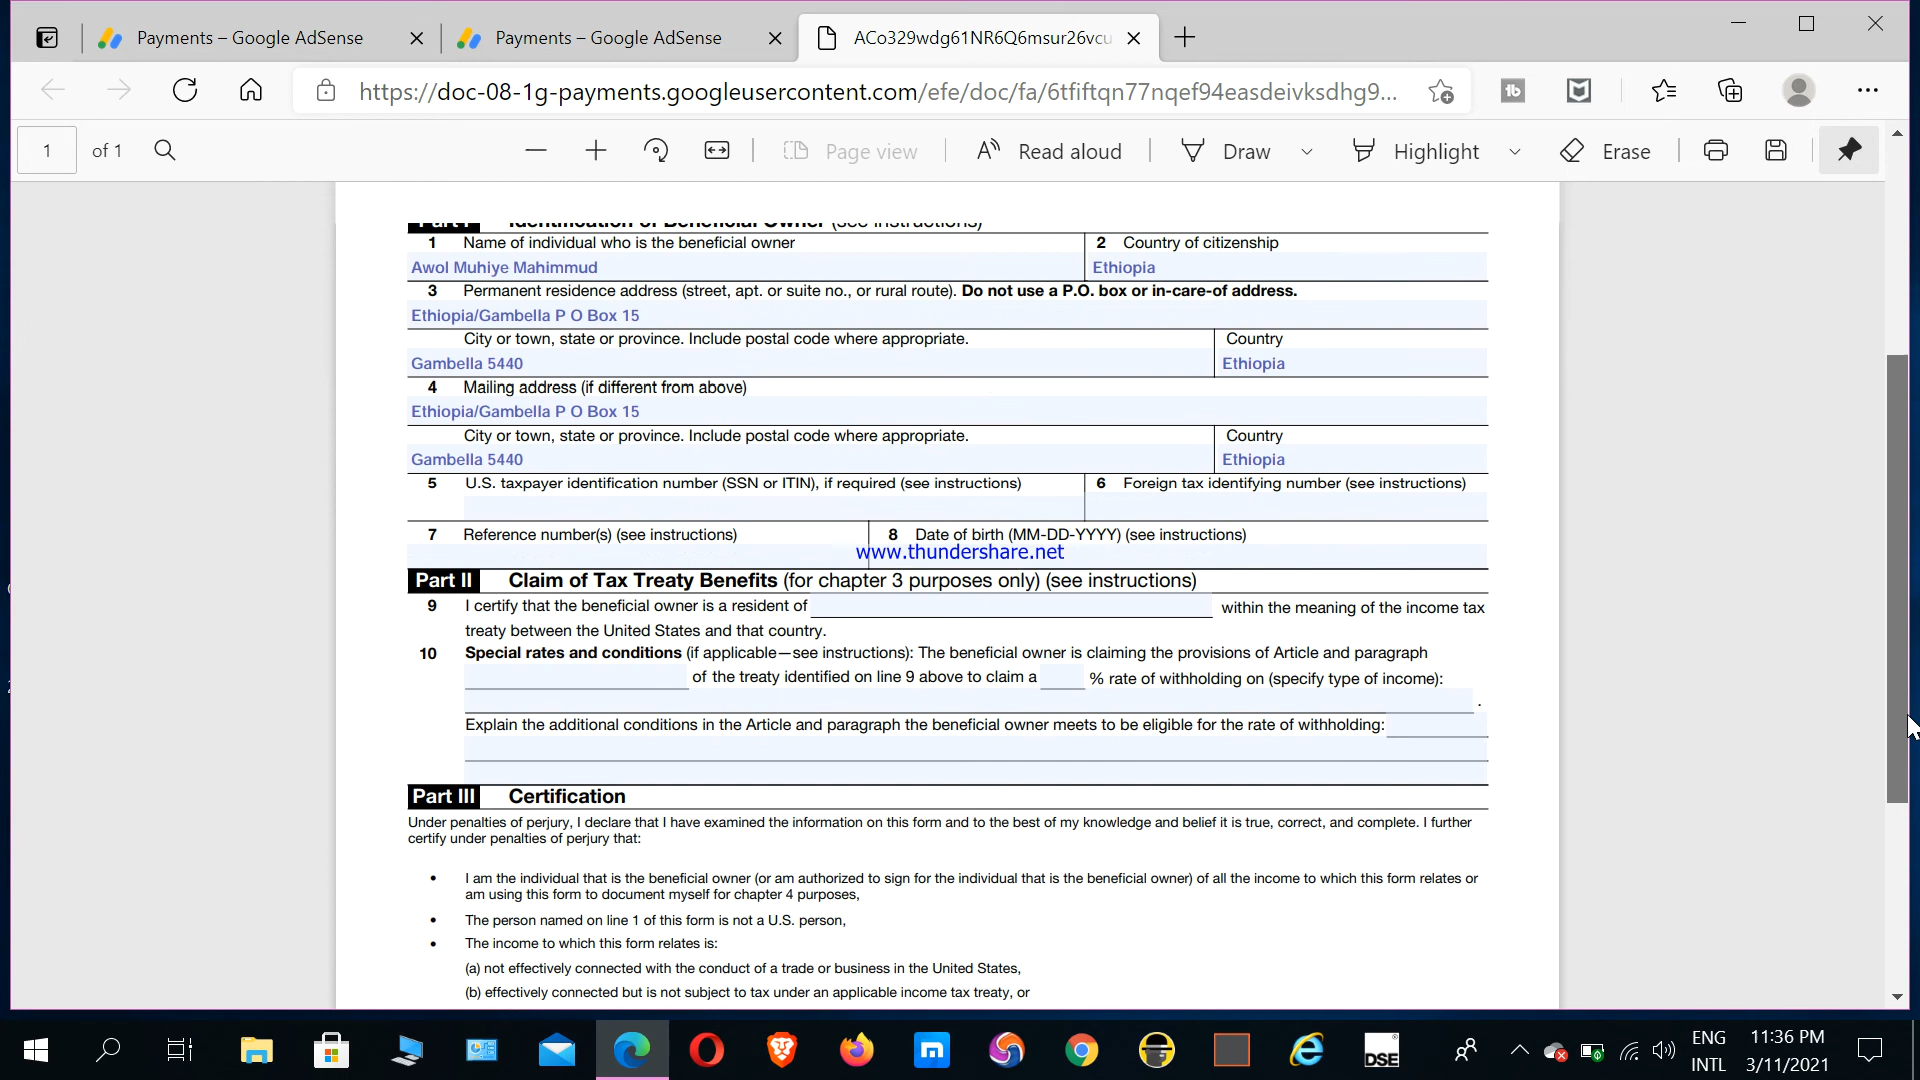 Payments – Google AdSense
Payments – Google AdSense
ACo329wdg61NR6Q6msur26vcu
https://doc-08-1g-payments.googleusercontent.com/efe/doc/fa/6tfiftqn77nqef94easdeivksdhg9...
1 of 1
Page view
Read aloud
Draw
Highlight
Erase
Part I Identification of Beneficial Owner (see instructions)
1 Name of individual who is the beneficial owner
2 Country of citizenship
Awol Muhiye Mahimmud
Ethiopia
3 Permanent residence address (street, apt. or suite no., or rural route). Do not use a P.O. box or in-care-of address.
Ethiopia/Gambella P O Box 15
City or town, state or province. Include postal code where appropriate.
Country
Gambella 5440
Ethiopia
4 Mailing address (if different from above)
Ethiopia/Gambella P O Box 15
City or town, state or province. Include postal code where appropriate.
Country
Gambella 5440
Ethiopia
5 U.S. taxpayer identification number (SSN or ITIN), if required (see instructions)
6 Foreign tax identifying number (see instructions)
7 Reference number(s) (see instructions)
8 Date of birth (MM-DD-YYYY) (see instructions)
www.thundershare.net
Part II Claim of Tax Treaty Benefits (for chapter 3 purposes only) (see instructions)
9 I certify that the beneficial owner is a resident of within the meaning of the income tax
treaty between the United States and that country.
10 Special rates and conditions (if applicable—see instructions): The beneficial owner is claiming the provisions of Article and paragraph
of the treaty identified on line 9 above to claim a % rate of withholding on (specify type of income):
.
Explain the additional conditions in the Article and paragraph the beneficial owner meets to be eligible for the rate of withholding:
Part III Certification
Under penalties of perjury, I declare that I have examined the information on this form and to the best of my knowledge and belief it is true, correct, and complete. I further
certify under penalties of perjury that:
• I am the individual that is the beneficial owner (or am authorized to sign for the individual that is the beneficial owner) of all the income to which this form relates or
am using this form to document myself for chapter 4 purposes,
• The person named on line 1 of this form is not a U.S. person,
• The income to which this form relates is:
(a) not effectively connected with the conduct of a trade or business in the United States,
(b) effectively connected but is not subject to tax under an applicable income tax treaty, or
DSE
ENG
INTL
11:36 PM
3/11/2021